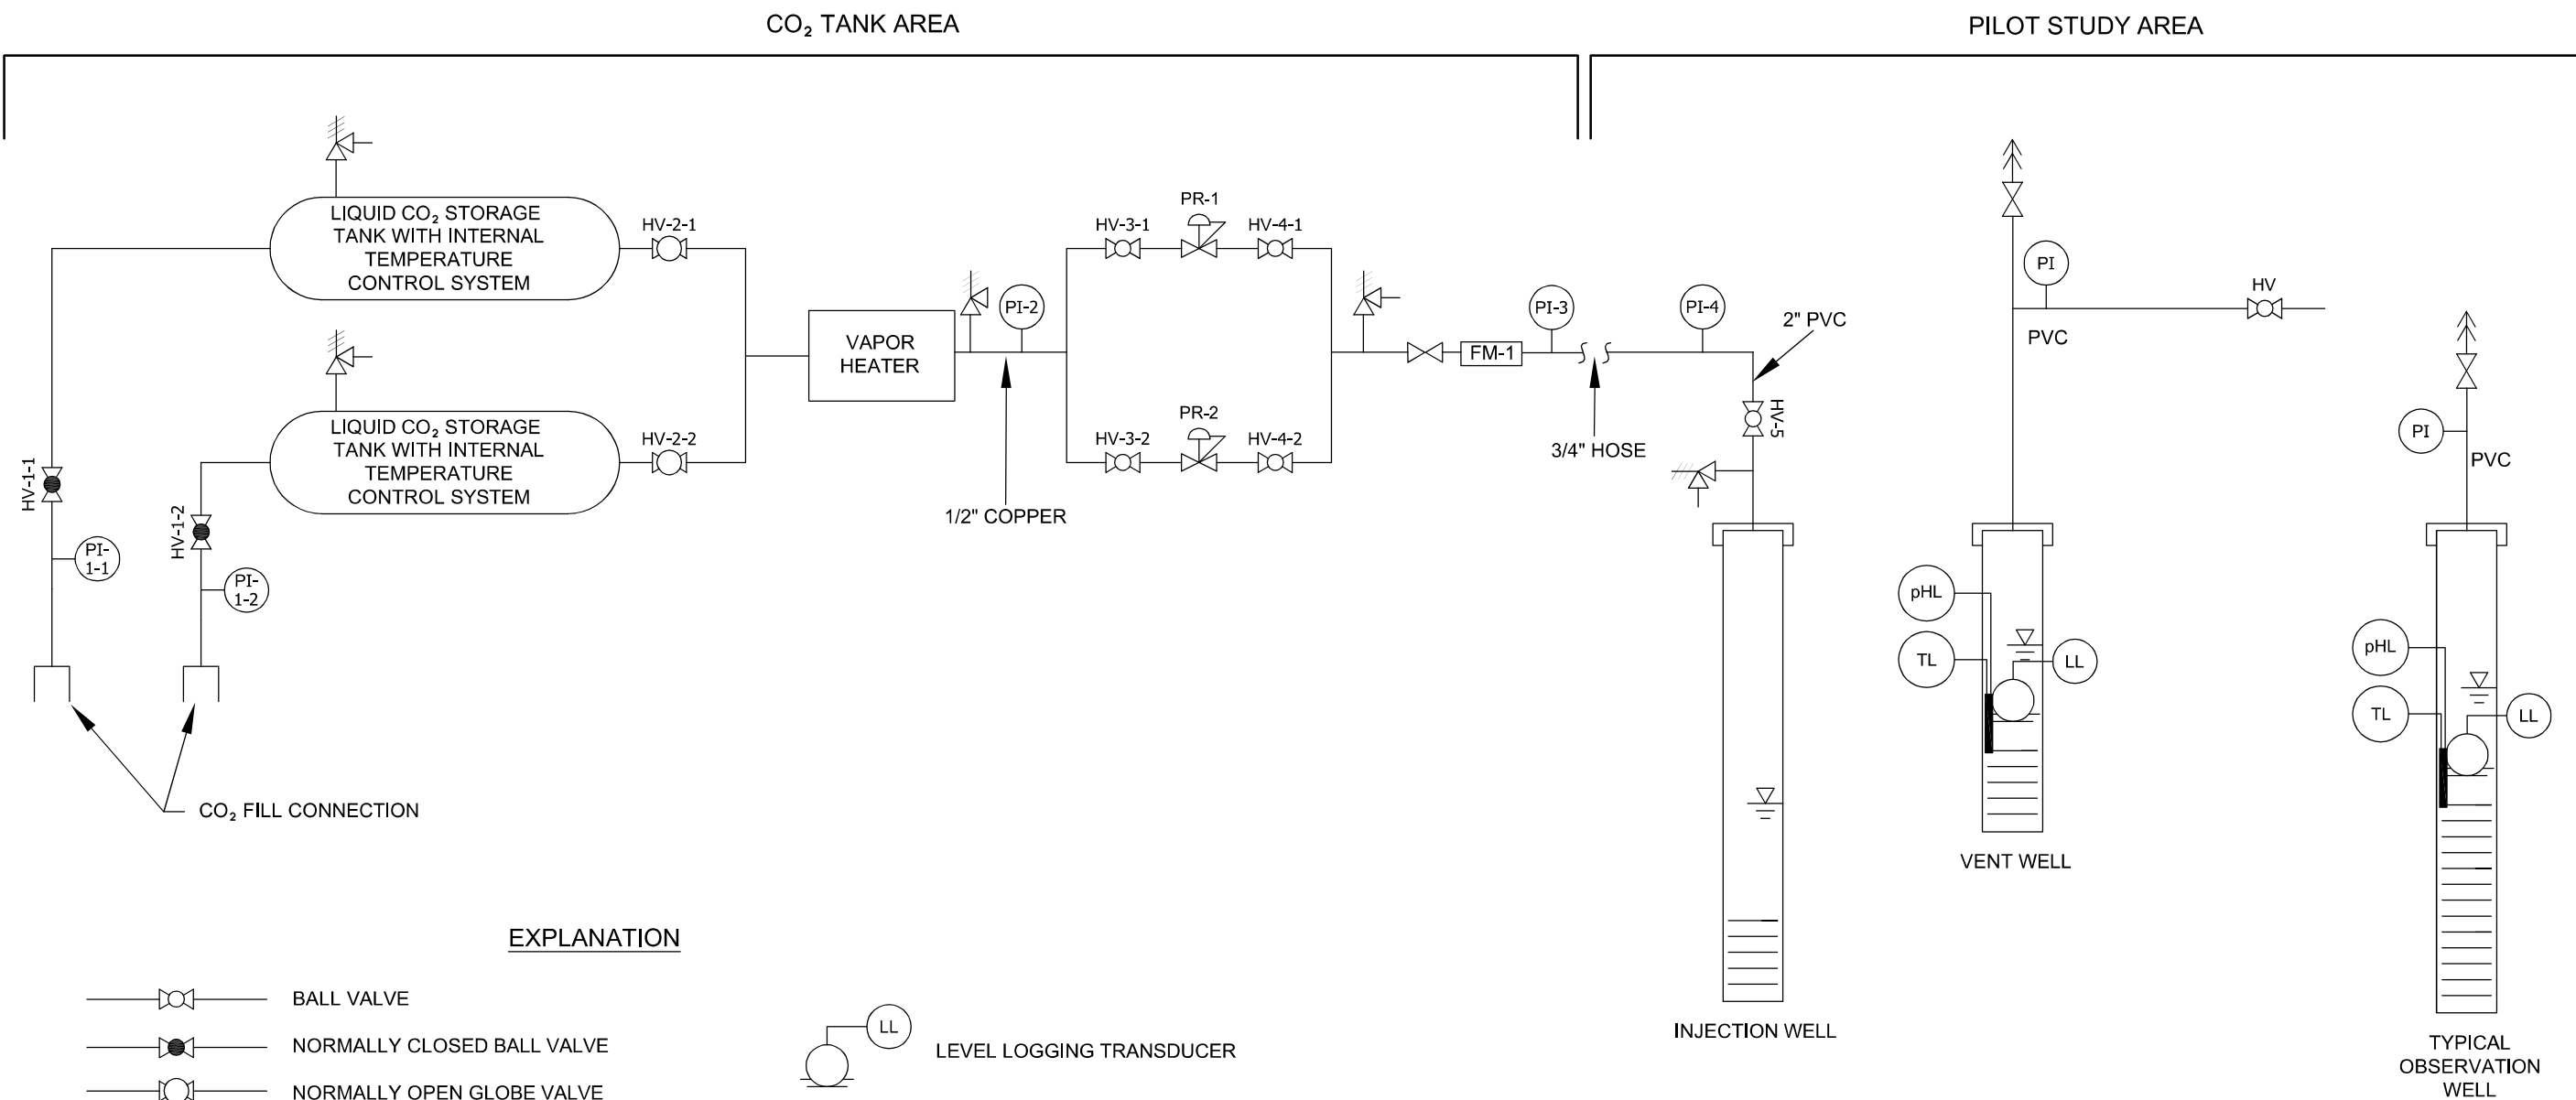 CO₂ TANK AREA
PILOT STUDY AREA
LIQUID CO₂ STORAGE
TANK WITH INTERNAL
TEMPERATURE
CONTROL SYSTEM
HV-2-1
LIQUID CO₂ STORAGE
TANK WITH INTERNAL
TEMPERATURE
CONTROL SYSTEM
HV-2-2
HV-1-1
PI-
1-1
HV-1-2
PI-
1-2
CO₂ FILL CONNECTION
VAPOR
HEATER
PI-2
1/2" COPPER
HV-3-1
PR-1
HV-4-1
HV-3-2
PR-2
HV-4-2
FM-1
PI-3
3/4" HOSE
PI-4
2" PVC
HV-5
INJECTION WELL
PI
HV
PVC
pHL
TL
LL
VENT WELL
PI
PVC
pHL
TL
LL
TYPICAL
OBSERVATION
WELL
EXPLANATION
BALL VALVE
NORMALLY CLOSED BALL VALVE
NORMALLY OPEN GLOBE VALVE
LL
LEVEL LOGGING TRANSDUCER